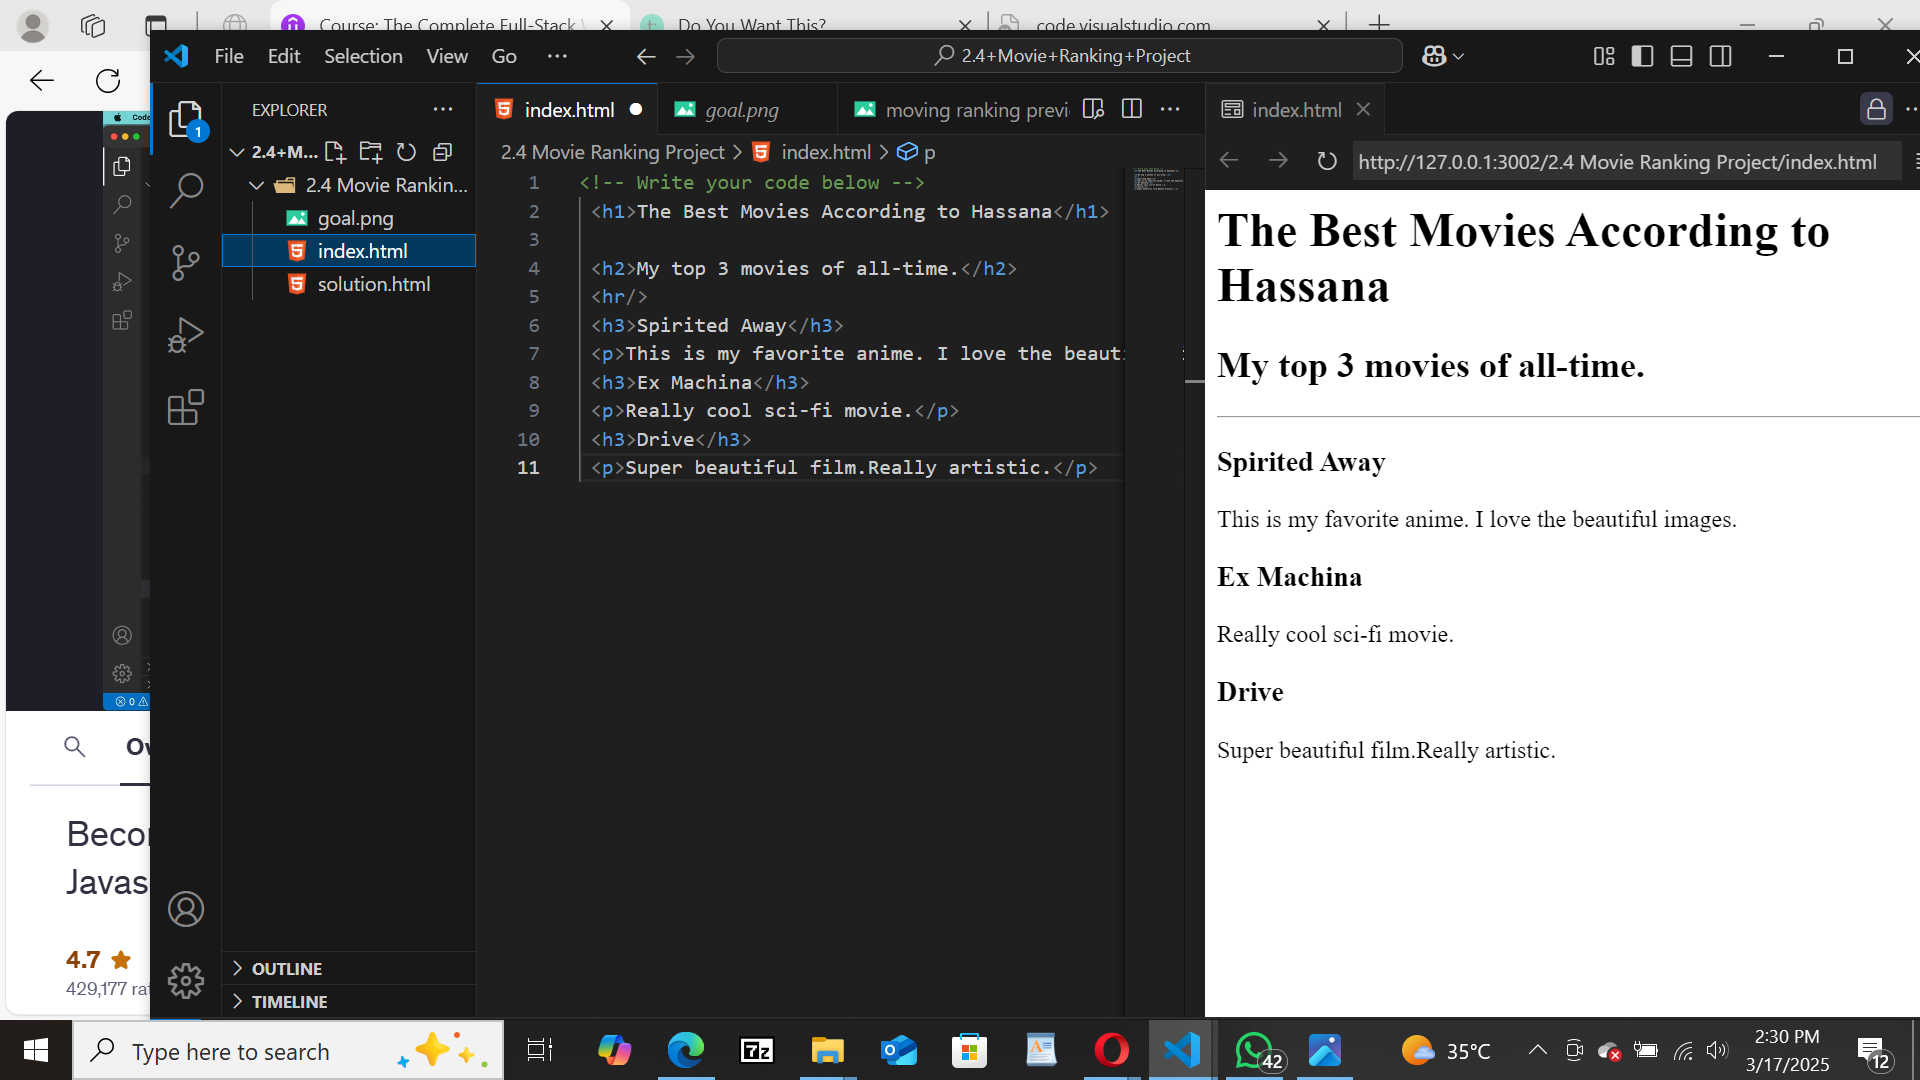 Course: The Complete Full-Stack
Do You Want This?
code.visualstudio.com
File Edit Selection View Go
2.4+Movie+Ranking+Project
EXPLORER
2.4+M...
2.4 Movie Rankin...
goal.png
index.html
solution.html
OUTLINE
TIMELINE
1
index.html
goal.png
moving ranking previ
2.4 Movie Ranking Project > index.html > p
1 <!-- Write your code below -->
2 <h1>The Best Movies According to Hassana</h1>
3
4 <h2>My top 3 movies of all-time.</h2>
5 <hr/>
6 <h3>Spirited Away</h3>
7 <p>This is my favorite anime. I love the beaut
8 <h3>Ex Machina</h3>
9 <p>Really cool sci-fi movie.</p>
10 <h3>Drive</h3>
11 <p>Super beautiful film.Really artistic.</p>
index.html
http://127.0.0.1:3002/2.4 Movie Ranking Project/index.html
The Best Movies According to
Hassana
My top 3 movies of all-time.
Spirited Away
This is my favorite anime. I love the beautiful images.
Ex Machina
Really cool sci-fi movie.
Drive
Super beautiful film.Really artistic.
Code
0
Ov
Becor
Javas
4.7
429,177 rat
Type here to search
7z
42
35°C
2:30 PM
3/17/2025
12